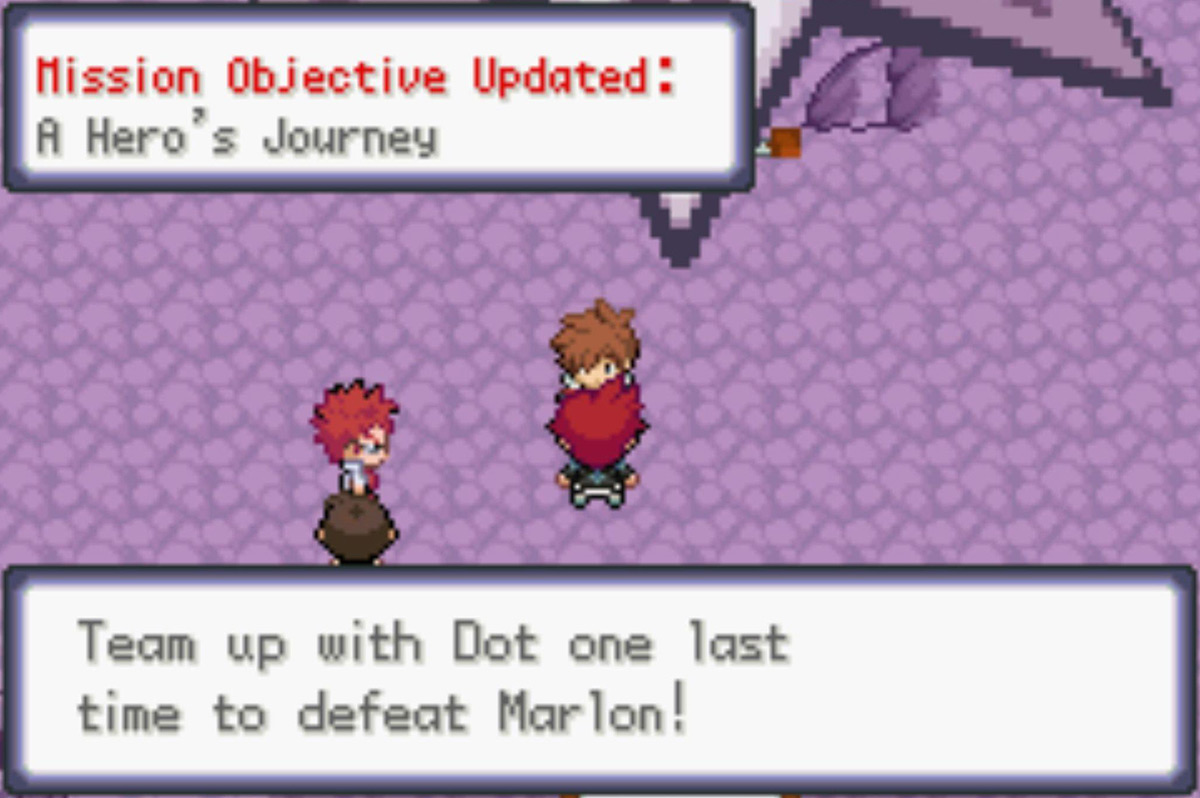 Mission Objective Updated:
A Hero's Journey
Team up with Dot one last
time to defeat Marlon!